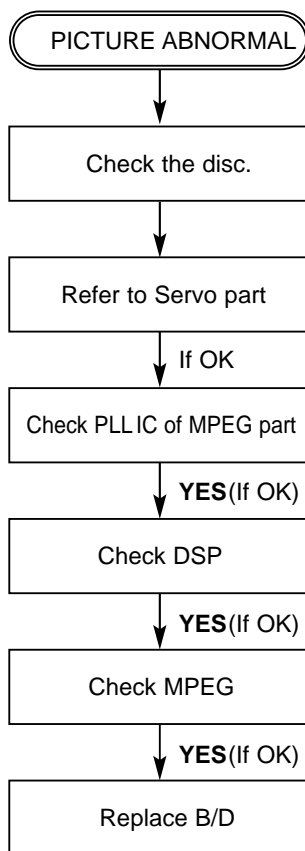 PICTURE ABNORMAL
Check the disc.
Refer to Servo part
If OK
Check PLL IC of MPEG part
YES(If OK)
Check DSP
YES(If OK)
Check MPEG
YES(If OK)
Replace B/D